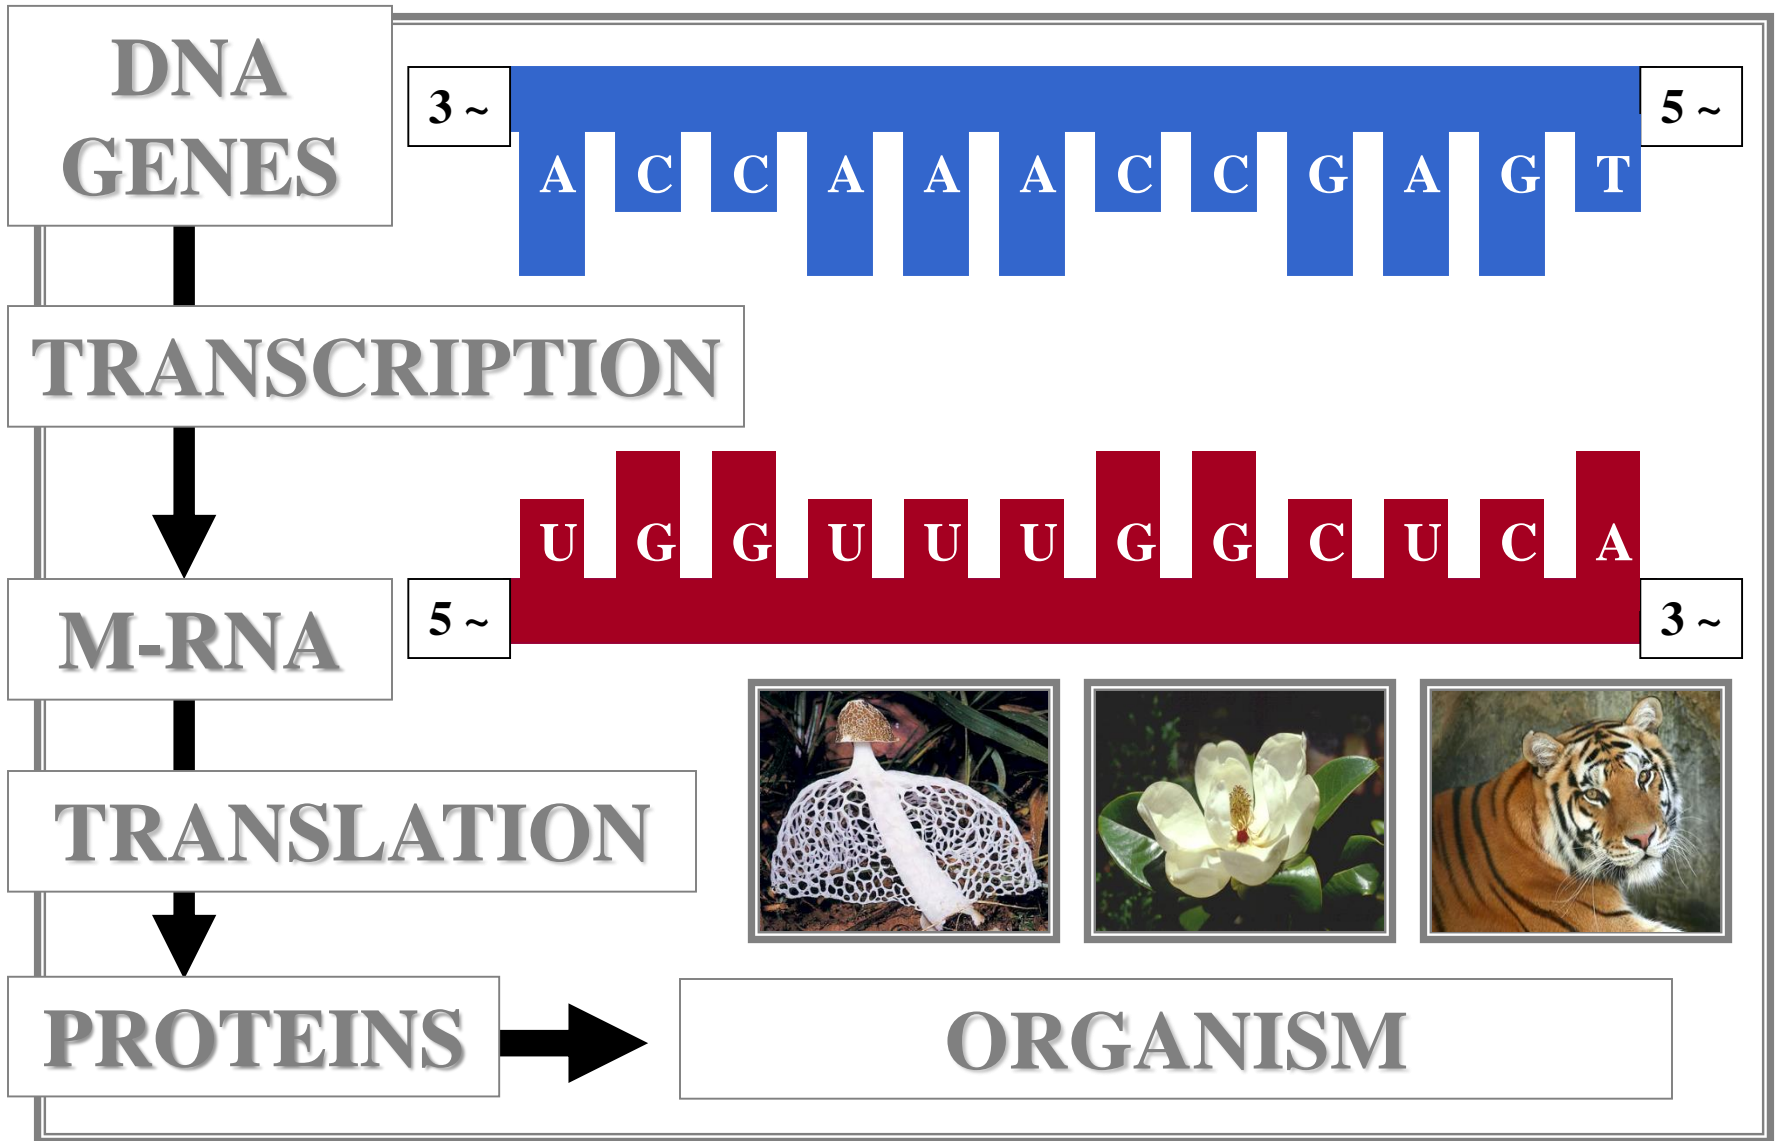 DNA
GENES
3 ~
5 ~
A C C A A A C C G A G T
TRANSCRIPTION
U G G U U U G G C U C A
M-RNA
5 ~
3 ~
TRANSLATION
PROTEINS
ORGANISM